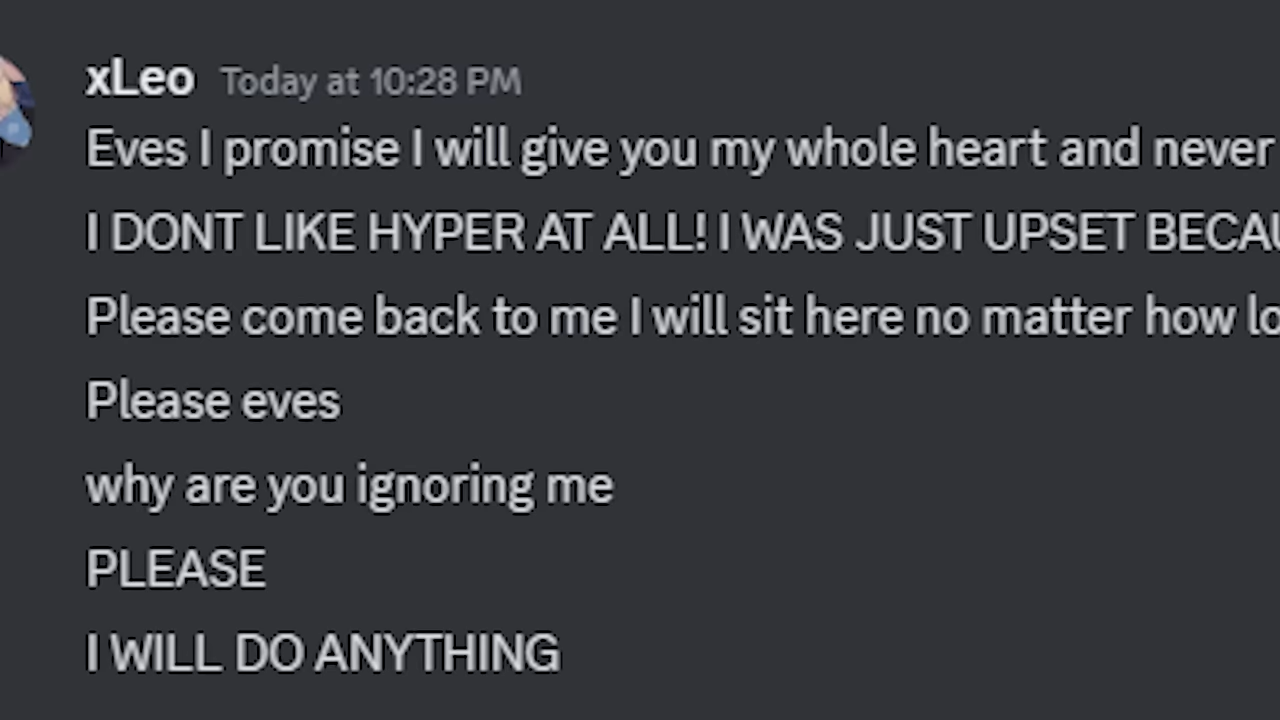 xLeo Today at 10:28 PM
Eves I promise I will give you my whole heart and never
I DONT LIKE HYPER AT ALL! I WAS JUST UPSET
Please come back to me I will sit here no matter how
Please eves
why are you ignoring me
PLEASE
I WILL DO ANYTHING